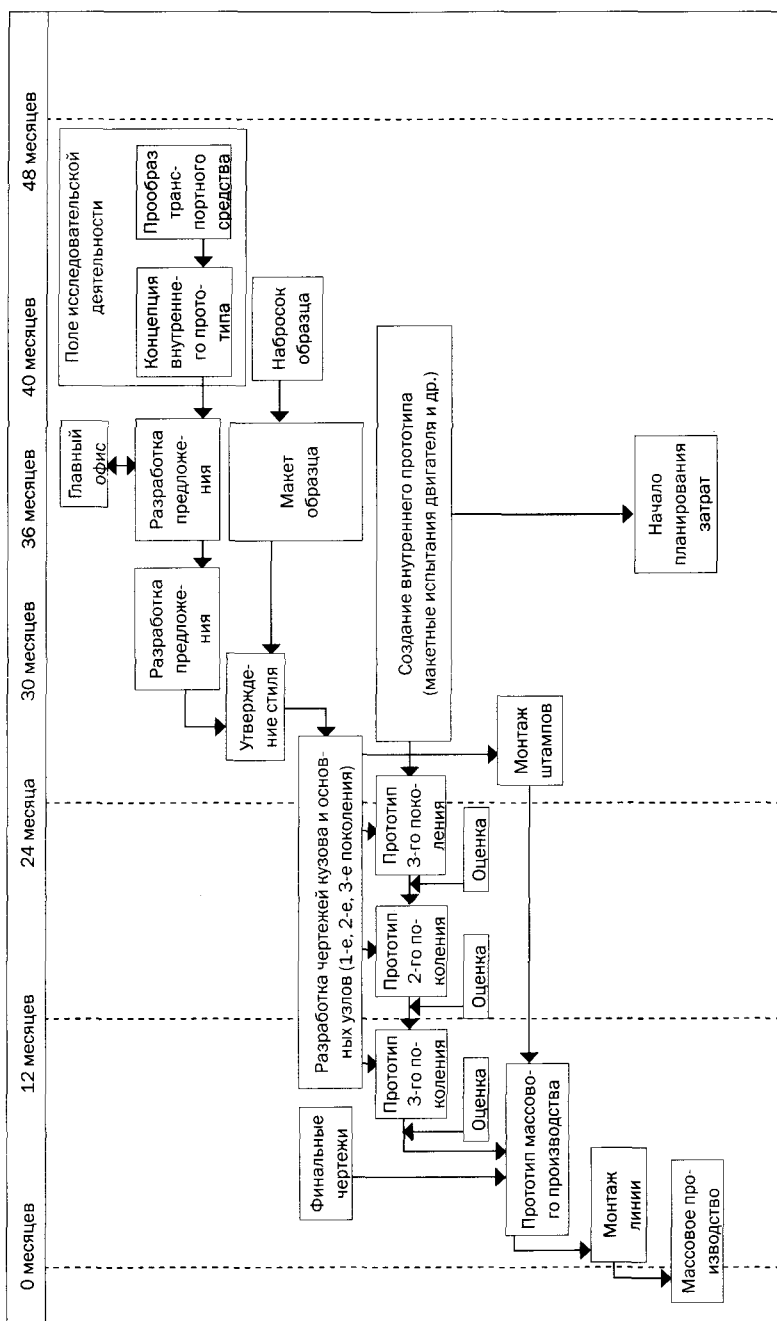 0 месяцев
12 месяцев
24 месяца
30 месяцев
36 месяцев
40 месяцев
48 месяцев
Поле исследовательской
деятельности
Главный
офис
Разработка
предложе-
ния
Разработка
предложе-
ния
Концепция
внутренне-
го прото-
типа
Прообраз
транс-
портного
средства
Утвержде-
ние стиля
Макет
образца
Набросок
образца
Разработка чертежей кузова и основ-
ных узлов (1-е, 2-е, 3-е поколения)
Финальные
чертежи
Прототип
3-го по-
коления
Прототип
2-го по-
коления
Прототип
3-го поко-
ления
Создание внутреннего прототипа
(макетные испытания двигателя и др.)
Оценка
Оценка
Оценка
Прототип массово-
го производства
Монтаж
штампов
Монтаж
линии
Начало
планирования
затрат
Массовое про-
изводство